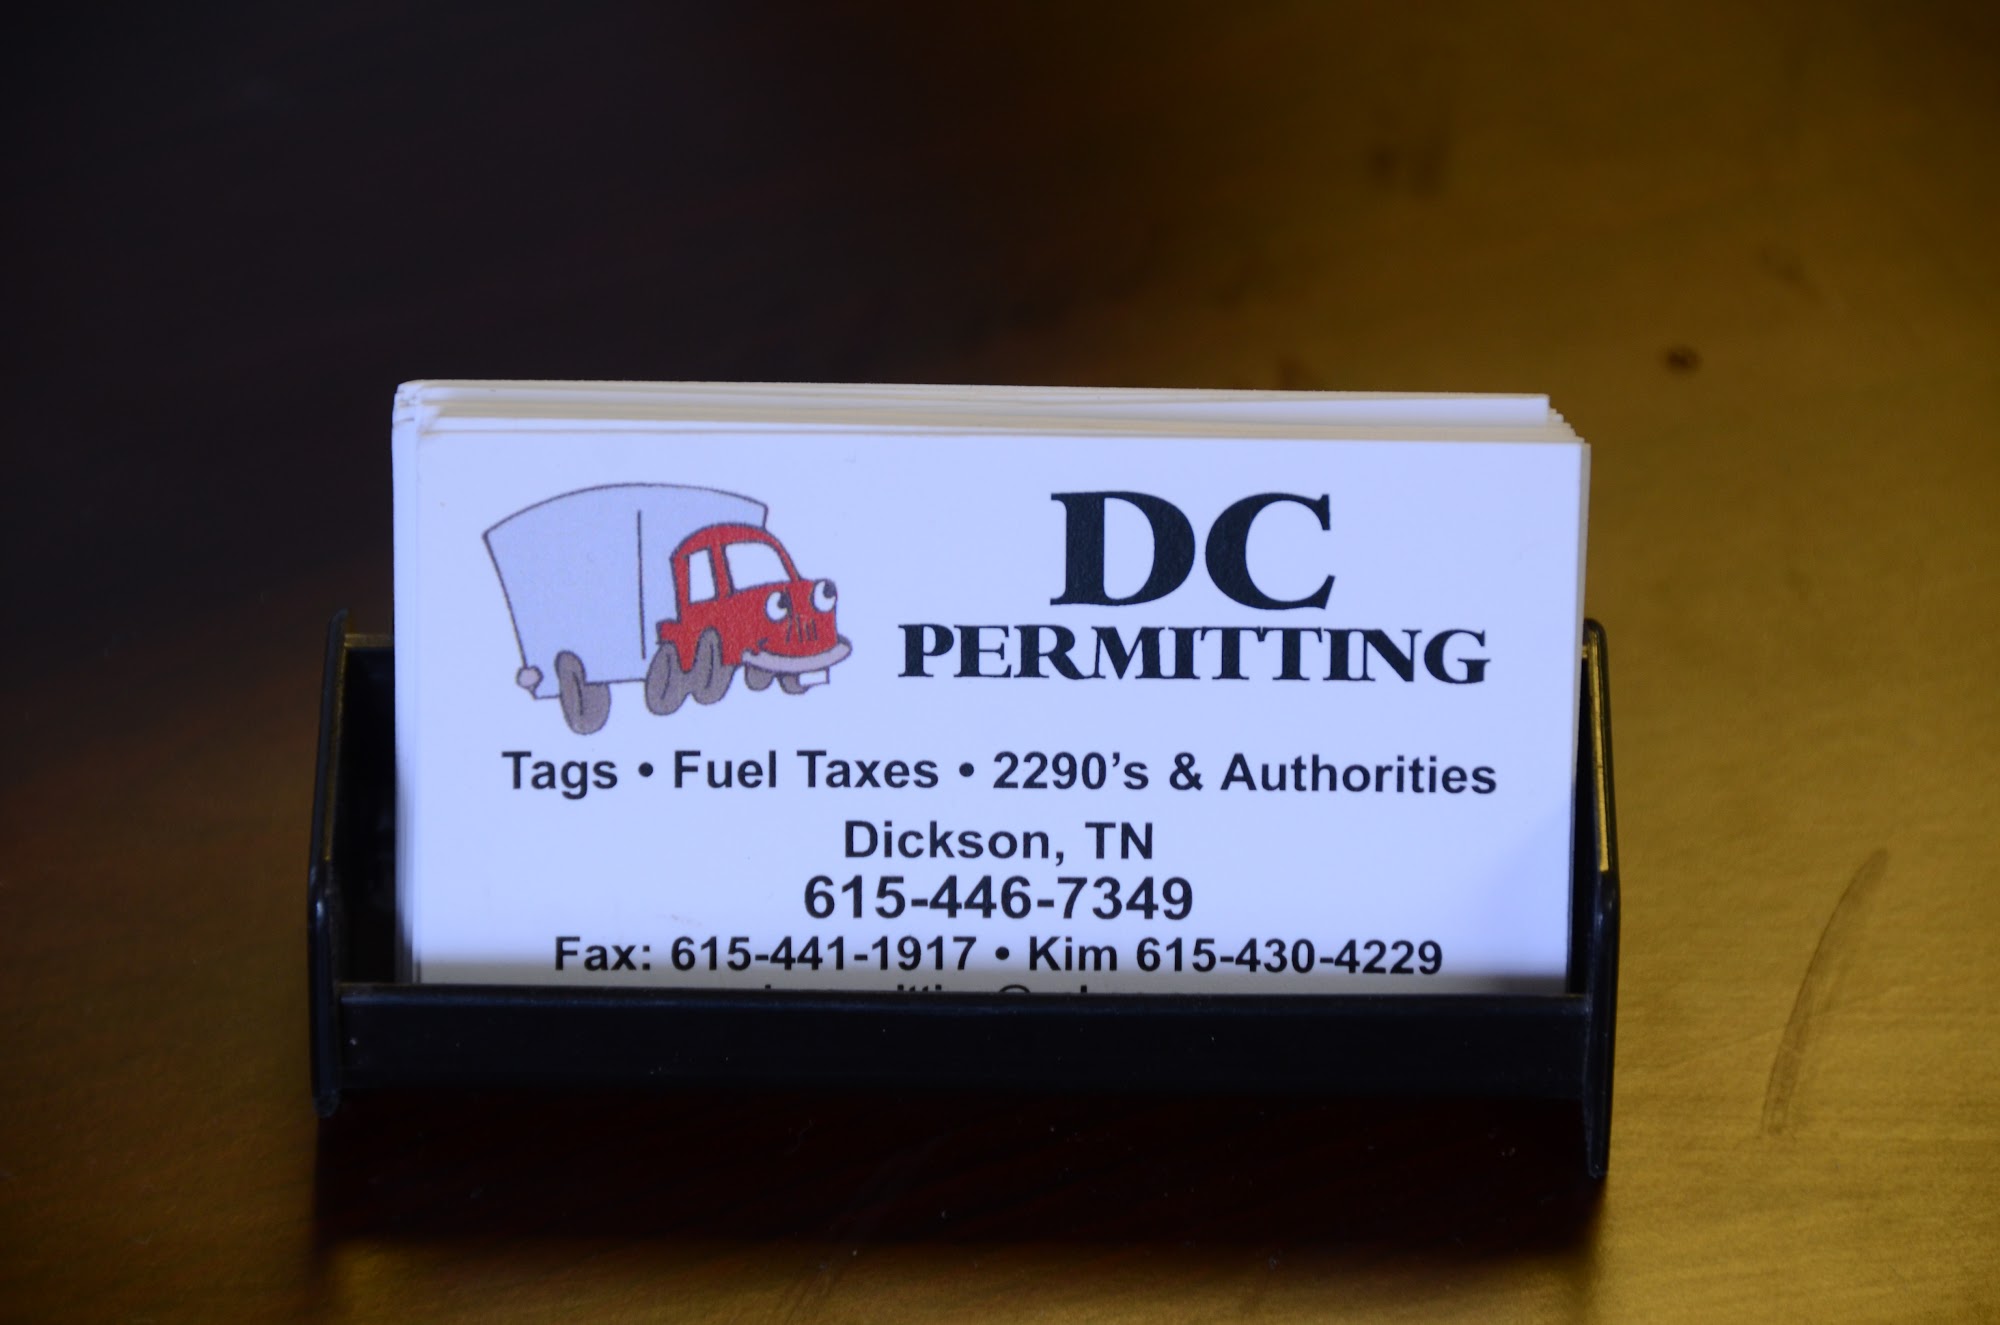 DC
PERMITTING
Tags • Fuel Taxes • 2290's & Authorities
Dickson, TN
615-446-7349
Fax: 615-441-1917 • Kim 615-430-4229